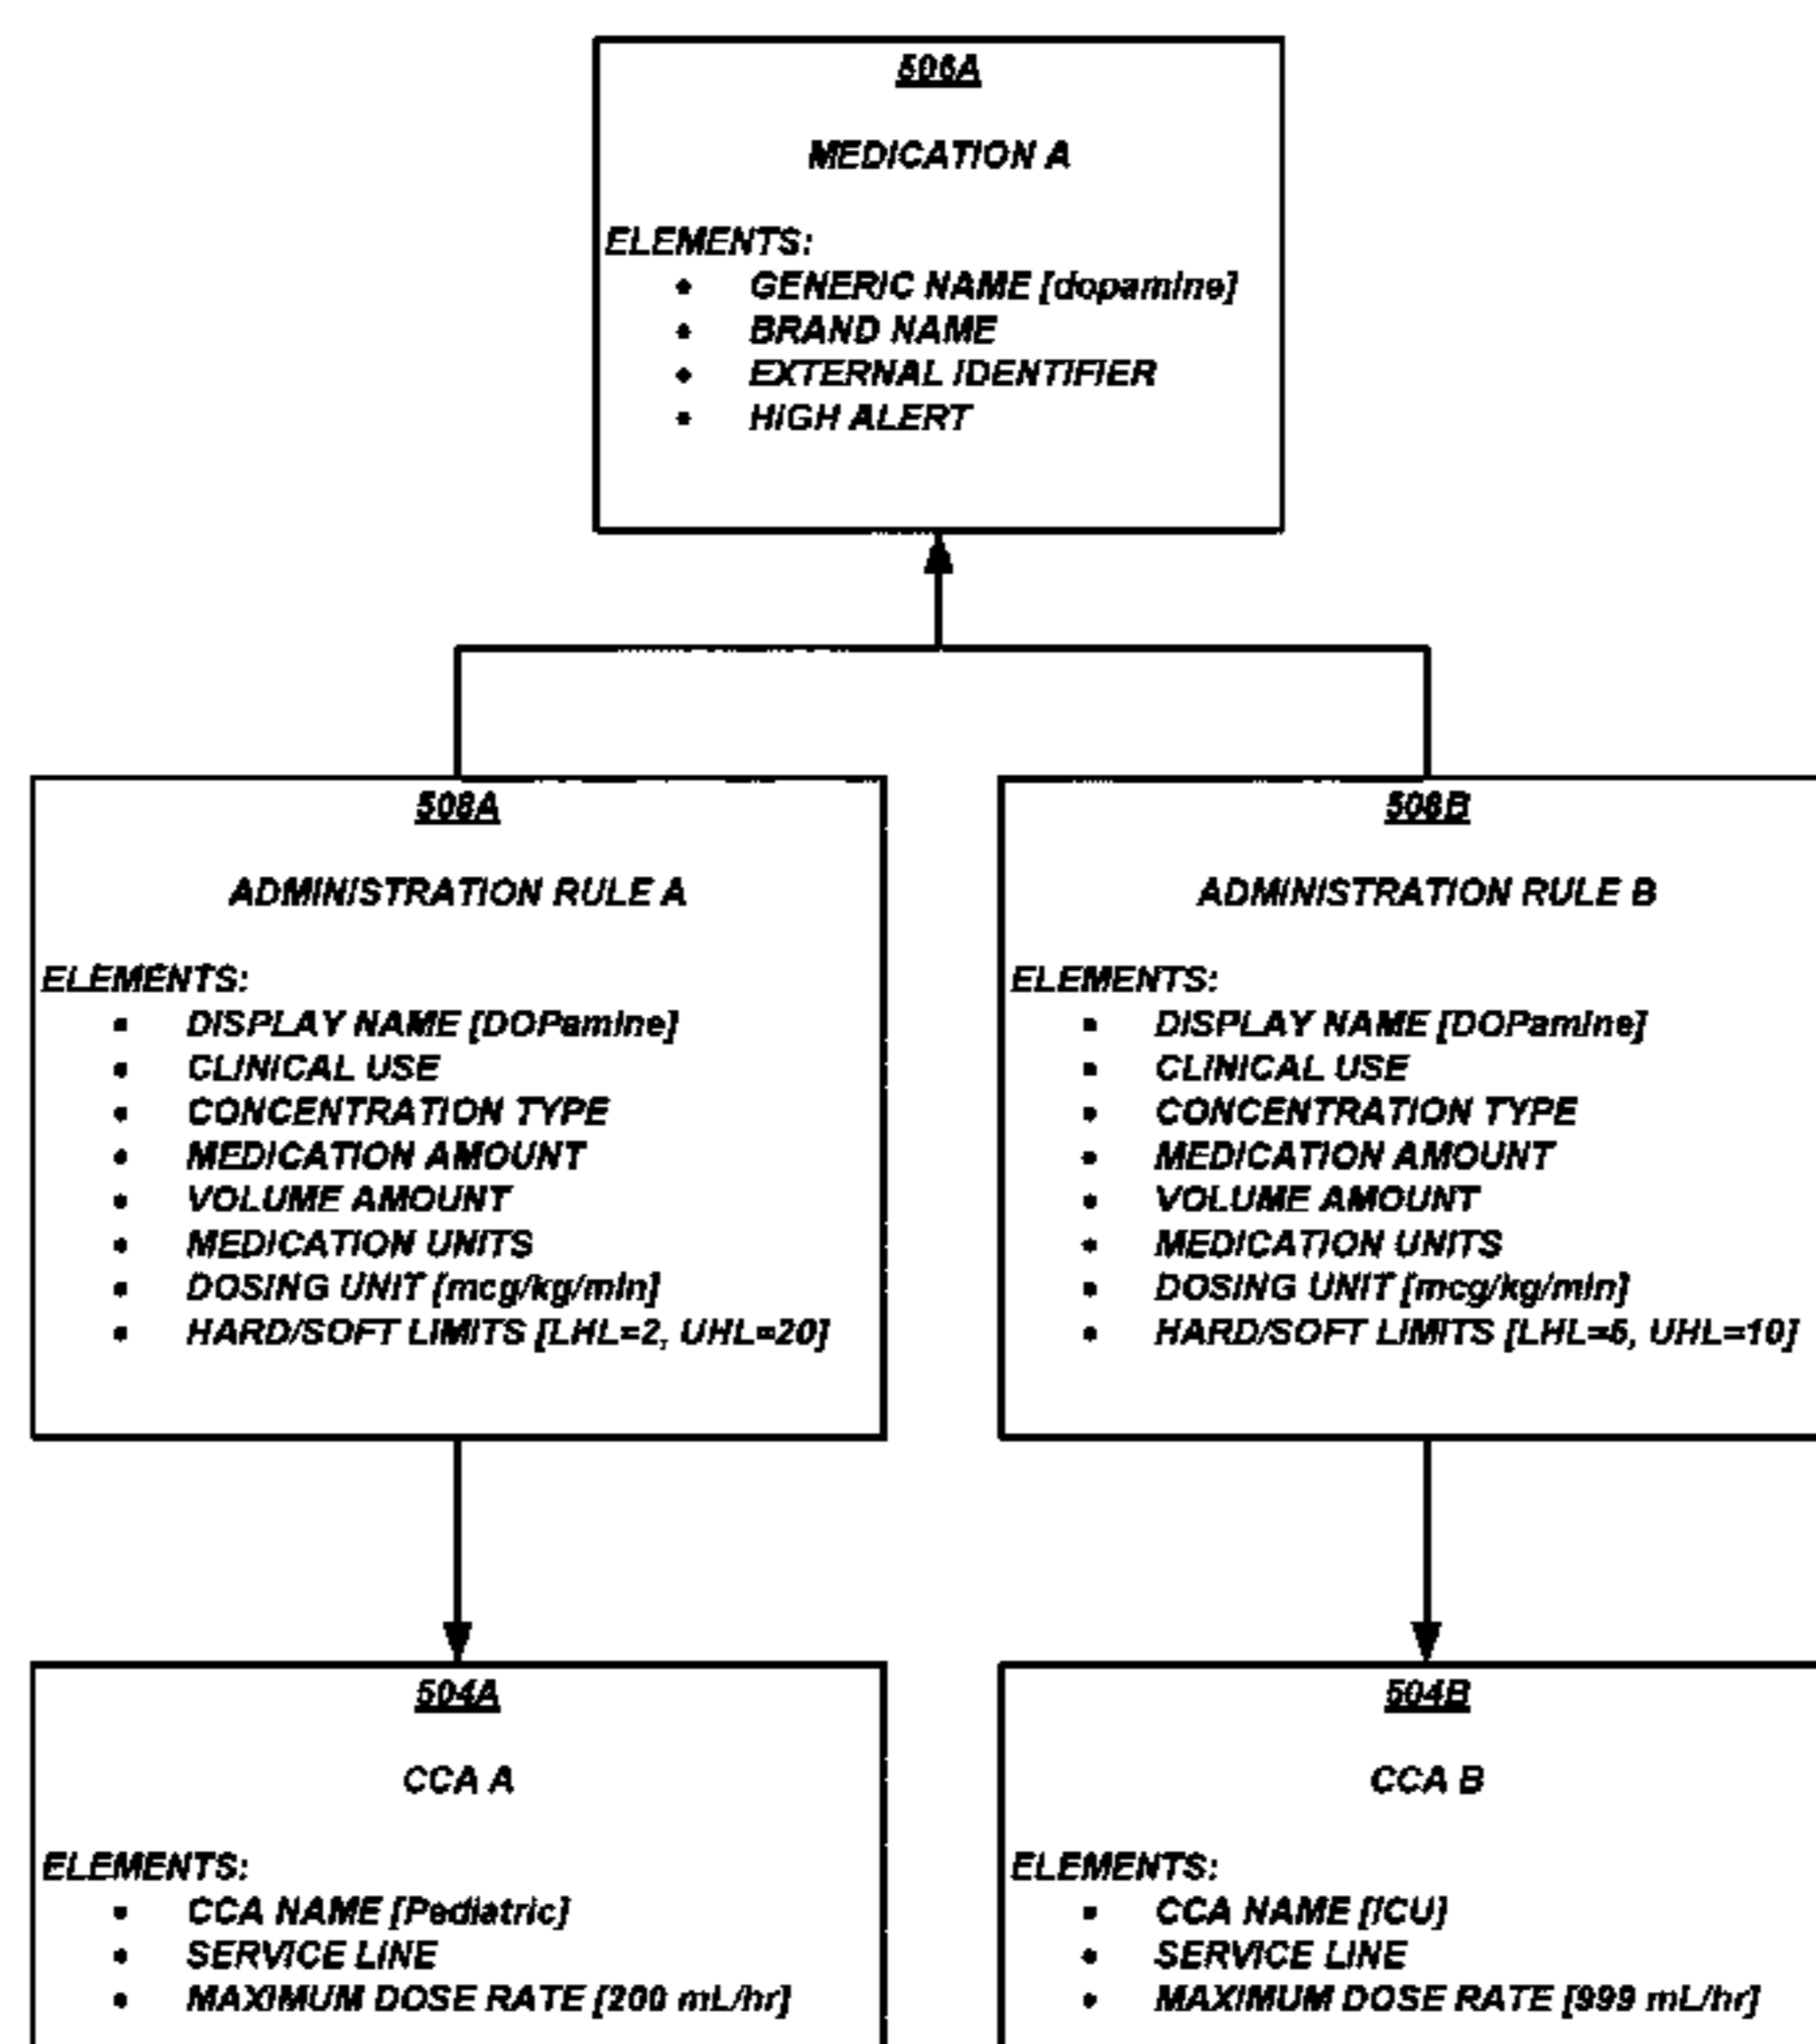 506A
MEDICATION A
ELEMENTS:
• GENERIC NAME [dopamine]
• BRAND NAME
• EXTERNAL IDENTIFIER
• HIGH ALERT
508A
ADMINISTRATION RULE A
ELEMENTS:
• DISPLAY NAME [DOPamine]
• CLINICAL USE
• CONCENTRATION TYPE
• MEDICATION AMOUNT
• VOLUME AMOUNT
• MEDICATION UNITS
• DOSING UNIT [mcg/kg/min]
• HARD/SOFT LIMITS [LHL=2, UHL=20]
508B
ADMINISTRATION RULE B
ELEMENTS:
• DISPLAY NAME [DOPamine]
• CLINICAL USE
• CONCENTRATION TYPE
• MEDICATION AMOUNT
• VOLUME AMOUNT
• MEDICATION UNITS
• DOSING UNIT [mcg/kg/min]
• HARD/SOFT LIMITS [LHL=5, UHL=10]
504A
CCA A
ELEMENTS:
• CCA NAME [Pediatric]
• SERVICE LINE
• MAXIMUM DOSE RATE [200 mL/hr]
504B
CCA B
ELEMENTS:
• CCA NAME [ICU]
• SERVICE LINE
• MAXIMUM DOSE RATE [999 mL/hr]